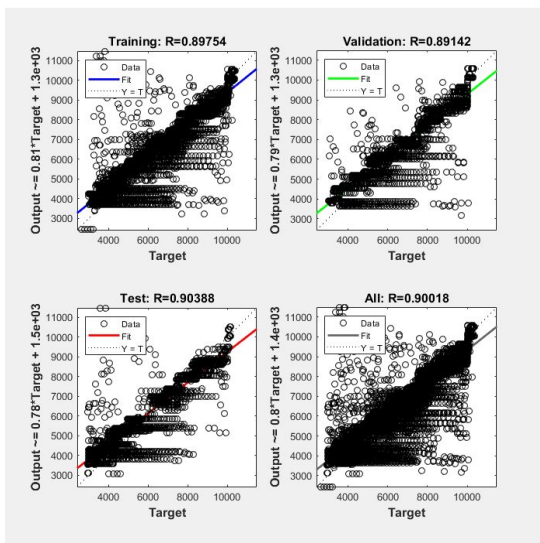 Training: R=0.89754
Output ~= 0.81*Target + 1.3e+03
11000
10000
9000
8000
7000
6000
5000
4000
3000
Data
Fit
Y = T
4000 6000 8000 10000
Target
Validation: R=0.89142
Output ~= 0.79*Target + 1.3e+03
11000
10000
9000
8000
7000
6000
5000
4000
3000
Data
Fit
Y = T
4000 6000 8000 10000
Target
Test: R=0.90388
Output ~= 0.78*Target + 1.5e+03
11000
10000
9000
8000
7000
6000
5000
4000
3000
Data
Fit
Y = T
4000 6000 8000 10000
Target
All: R=0.90018
Output ~= 0.8*Target + 1.4e+03
11000
10000
9000
8000
7000
6000
5000
4000
3000
Data
Fit
Y = T
4000 6000 8000 10000
Target